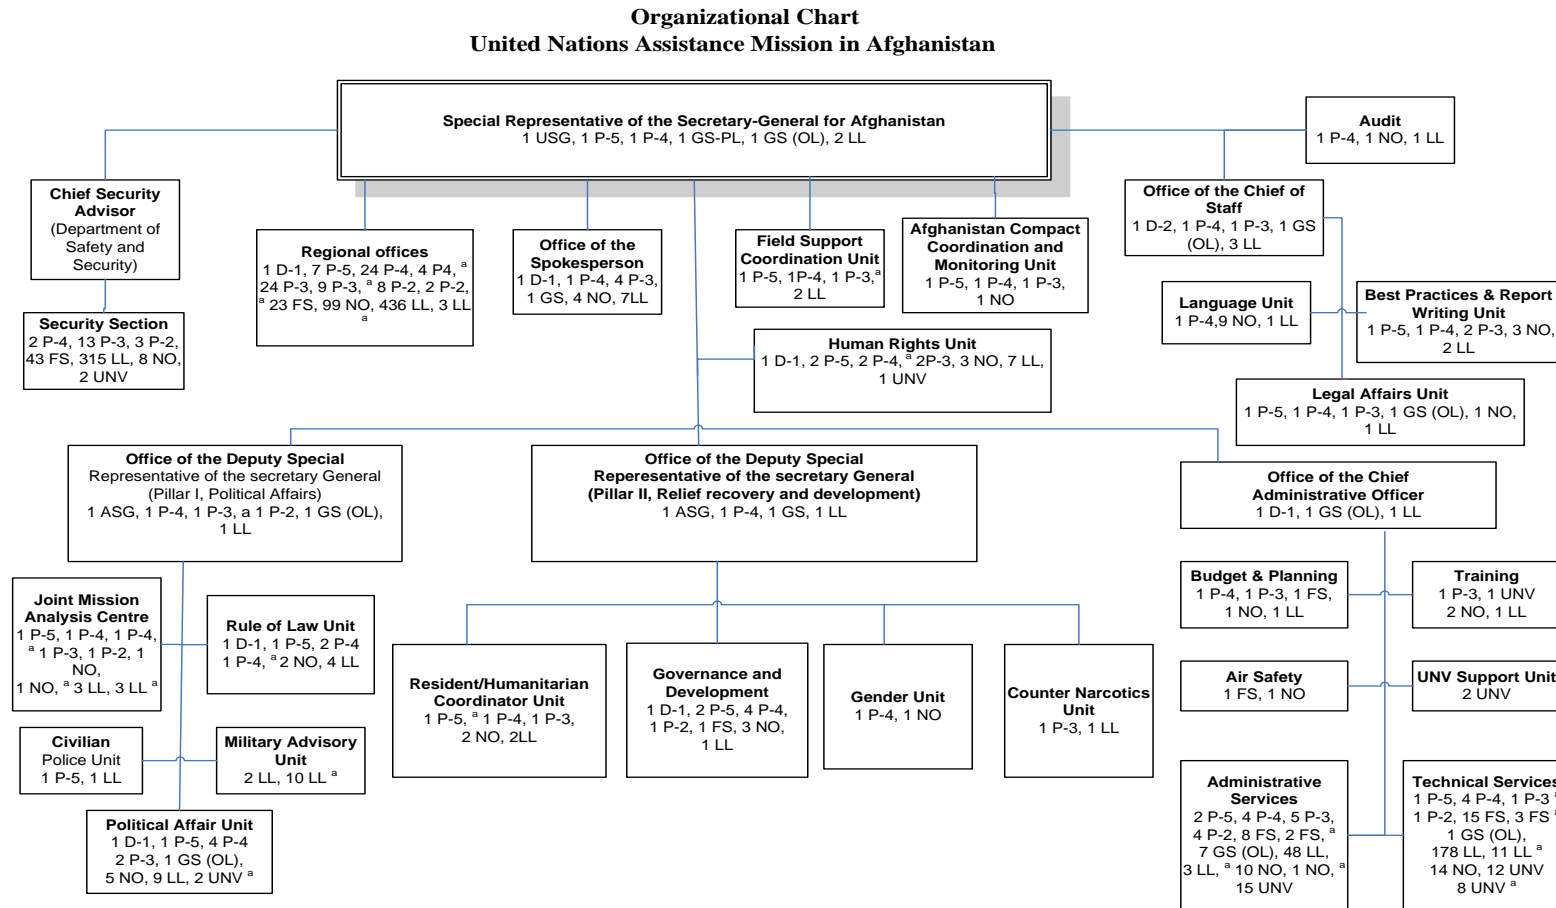 Organizational Chart
United Nations Assistance Mission in Afghanistan
Special Representative of the Secretary-General for Afghanistan
1 USG, 1 P-5, 1 P-4, 1 GS-PL, 1 GS (OL), 2 LL
Audit
1 P-4, 1 NO, 1 LL
Chief Security
Advisor
(Department of
Safety and
Security)
Security Section
2 P-4, 13 P-3, 3 P-2,
43 FS, 315 LL, 8 NO,
2 UNV
Regional offices
1 D-1, 7 P-5, 24 P-4, 4 P4, a
24 P-3, 9 P-3, a 8 P-2, 2 P-2,
a 23 FS, 99 NO, 436 LL, 3 LL
a
Office of the
Spokesperson
1 D-1, 1 P-4, 4 P-3,
1 GS, 4 NO, 7LL
Field Support
Coordination Unit
1 P-5, 1P-4, 1 P-3, a
2 LL
Afghanistan Compact
Coordination and
Monitoring Unit
1 P-5, 1 P-4, 1 P-3,
1 NO
Office of the Chief of
Staff
1 D-2, 1 P-4, 1 P-3, 1 GS
(OL), 3 LL
Language Unit
1 P-4,9 NO, 1 LL
Best Practices & Report
Writing Unit
1 P-5, 1 P-4, 2 P-3, 3 NO,
2 LL
Legal Affairs Unit
1 P-5, 1 P-4, 1 P-3, 1 GS (OL), 1 NO,
1 LL
Human Rights Unit
1 D-1, 2 P-5, 2 P-4, a 2P-3, 3 NO, 7 LL,
1 UNV
Office of the Deputy Special
Representative of the secretary General
(Pillar I, Political Affairs)
1 ASG, 1 P-4, 1 P-3, a 1 P-2, 1 GS (OL),
1 LL
Office of the Deputy Special
Representative of the secretary General
(Pillar II, Relief recovery and development)
1 ASG, 1 P-4, 1 GS, 1 LL
Office of the Chief
Administrative Officer
1 D-1, 1 GS (OL), 1 LL
Joint Mission
Analysis Centre
1 P-5, 1 P-4, 1 P-4,
a 1 P-3, 1 P-2, 1
NO,
1 NO, a 3 LL, 3 LL a
Rule of Law Unit
1 D-1, 1 P-5, 2 P-4
1 P-4, a 2 NO, 4 LL
Civilian
Police Unit
1 P-5, 1 LL
Military Advisory
Unit
2 LL, 10 LL a
Political Affair Unit
1 D-1, 1 P-5, 4 P-4
2 P-3, 1 GS (OL),
5 NO, 9 LL, 2 UNV a
Resident/Humanitarian
Coordinator Unit
1 P-5, a 1 P-4, 1 P-3,
2 NO, 2LL
Governance and
Development
1 D-1, 2 P-5, 4 P-4,
1 P-2, 1 FS, 3 NO,
1 LL
Gender Unit
1 P-4, 1 NO
Counter Narcotics
Unit
1 P-3, 1 LL
Budget & Planning
1 P-4, 1 P-3, 1 FS,
1 NO, 1 LL
Training
1 P-3, 1 UNV
2 NO, 1 LL
Air Safety
1 FS, 1 NO
UNV Support Unit
2 UNV
Administrative
Services
2 P-5, 4 P-4, 5 P-3,
4 P-2, 8 FS, 2 FS, a
7 GS (OL), 48 LL,
3 LL, a 10 NO, 1 NO, a
15 UNV
Technical Services
1 P-5, 4 P-4, 1 P-3 a
1 P-2, 15 FS, 3 FS a
1 GS (OL),
178 LL, 11 LL a
14 NO, 12 UNV
8 UNV a